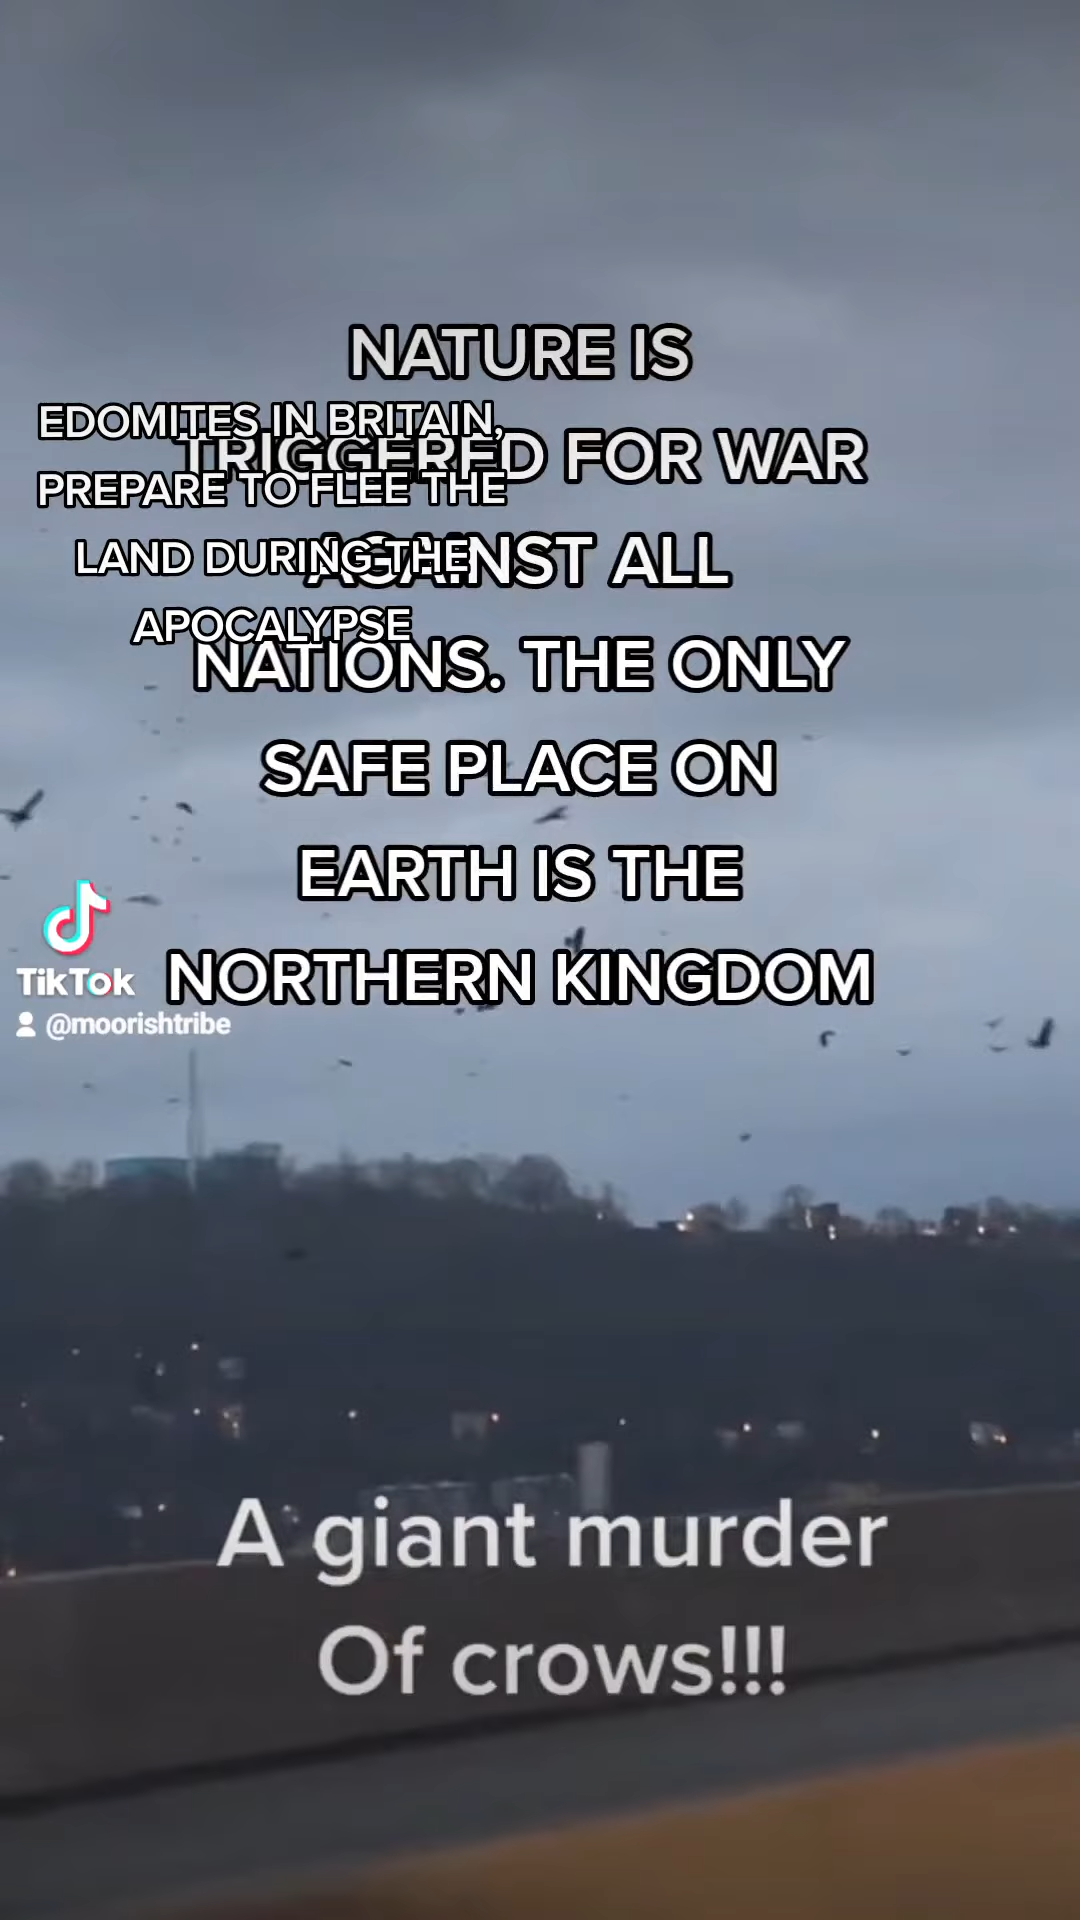 NATURE IS
TRIGGERED FOR WAR
AGAINST ALL
NATIONS. THE ONLY
SAFE PLACE ON
EARTH IS THE
NORTHERN KINGDOM
EDOMITES IN BRITAIN,
PREPARE TO FLEE THE
LAND DURING THE
APOCALYPSE
TikTok
@moorishtribe
A giant murder
Of crows!!!